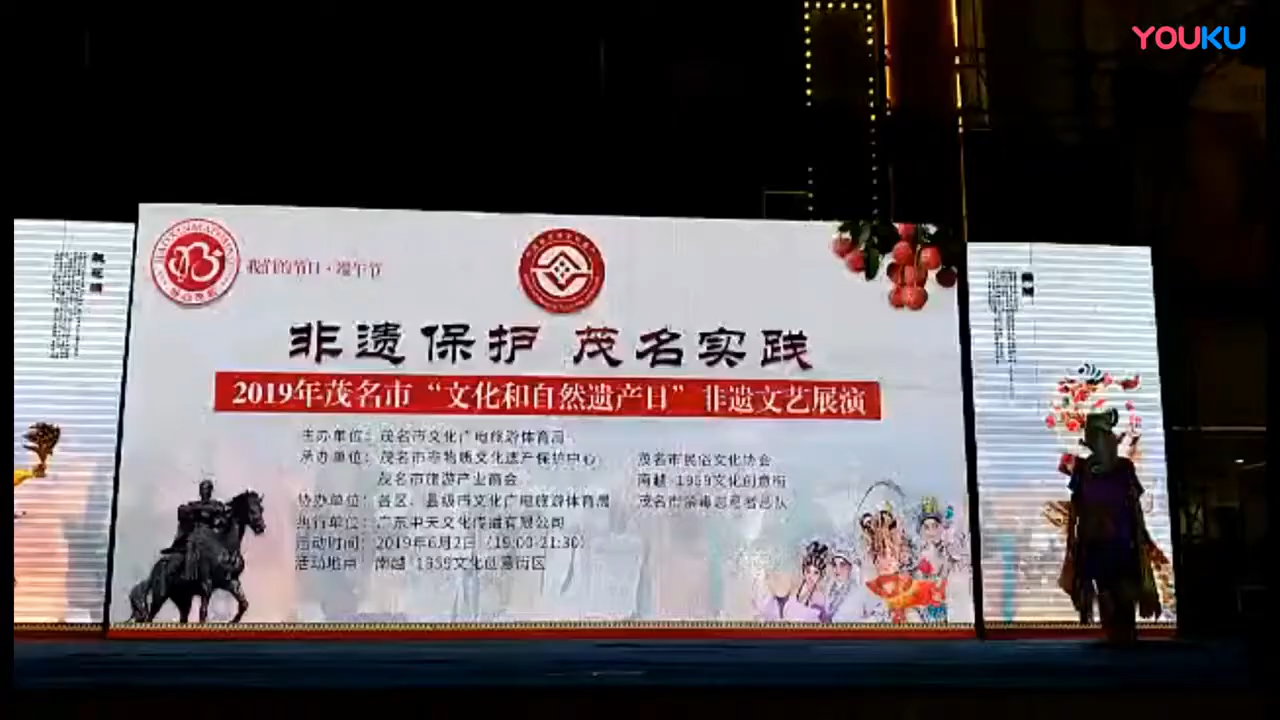 YOUKU
我们的节日·端午节
非遗保护 茂名实践
2019年茂名市“文化和自然遗产日”非遗文艺展演
主办单位：茂名市文化广电旅游体育局
承办单位：茂名市非物质文化遗产保护中心 茂名市民俗文化协会
茂名市旅游产业商会 南越·1959文化创意街
协办单位：各区、县级市文化广电旅游体育局 茂名市禁毒志愿者总队
执行单位：广东中天文化传播有限公司
活动时间：2019年6月2日（19:00-21:30）
活动地点：南越·1959文化创意街区